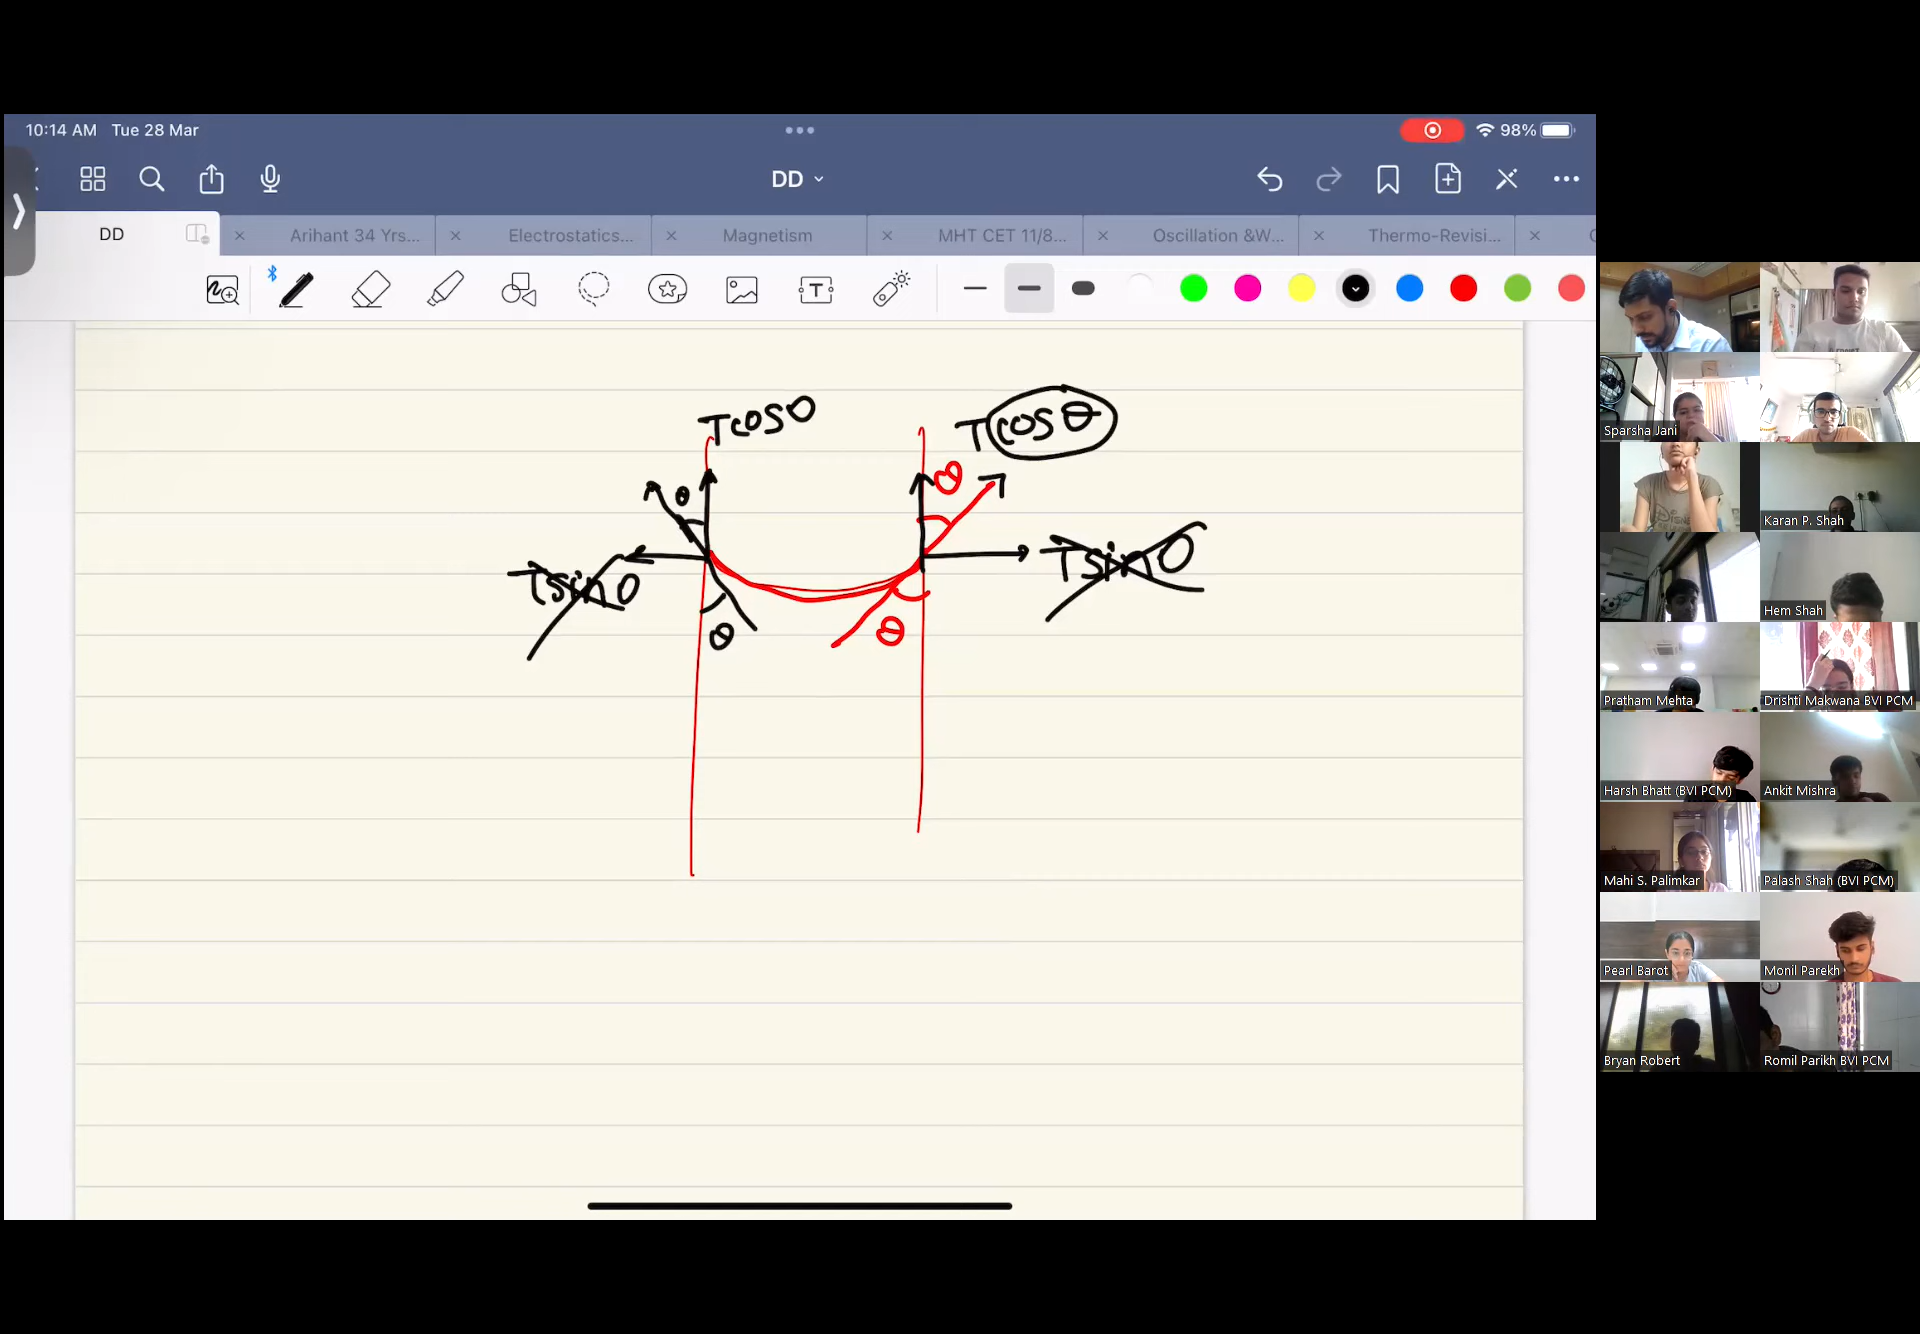 10:14 AM Tue 28 Mar
98%
DD
DD
Arihant 34 Yrs...
Electrostatics...
Magnetism
MHT CET 11/8...
Oscillation &W...
Thermo-Revisi...
T
Tcosθ
Tcosθ
θ
θ
Tsinθ
Tsinθ
θ
θ
Sparsha Jani
Karan P. Shah
Hem Shah
Pratham Mehta
Drishti Makwana BVI PCM
Harsh Bhatt (BVI PCM)
Ankit Mishra
Mahi S. Palimkar
Palash Shah (BVI PCM)
Pearl Barot
Monil Parekh
Bryan Robert
Romil Parikh BVI PCM